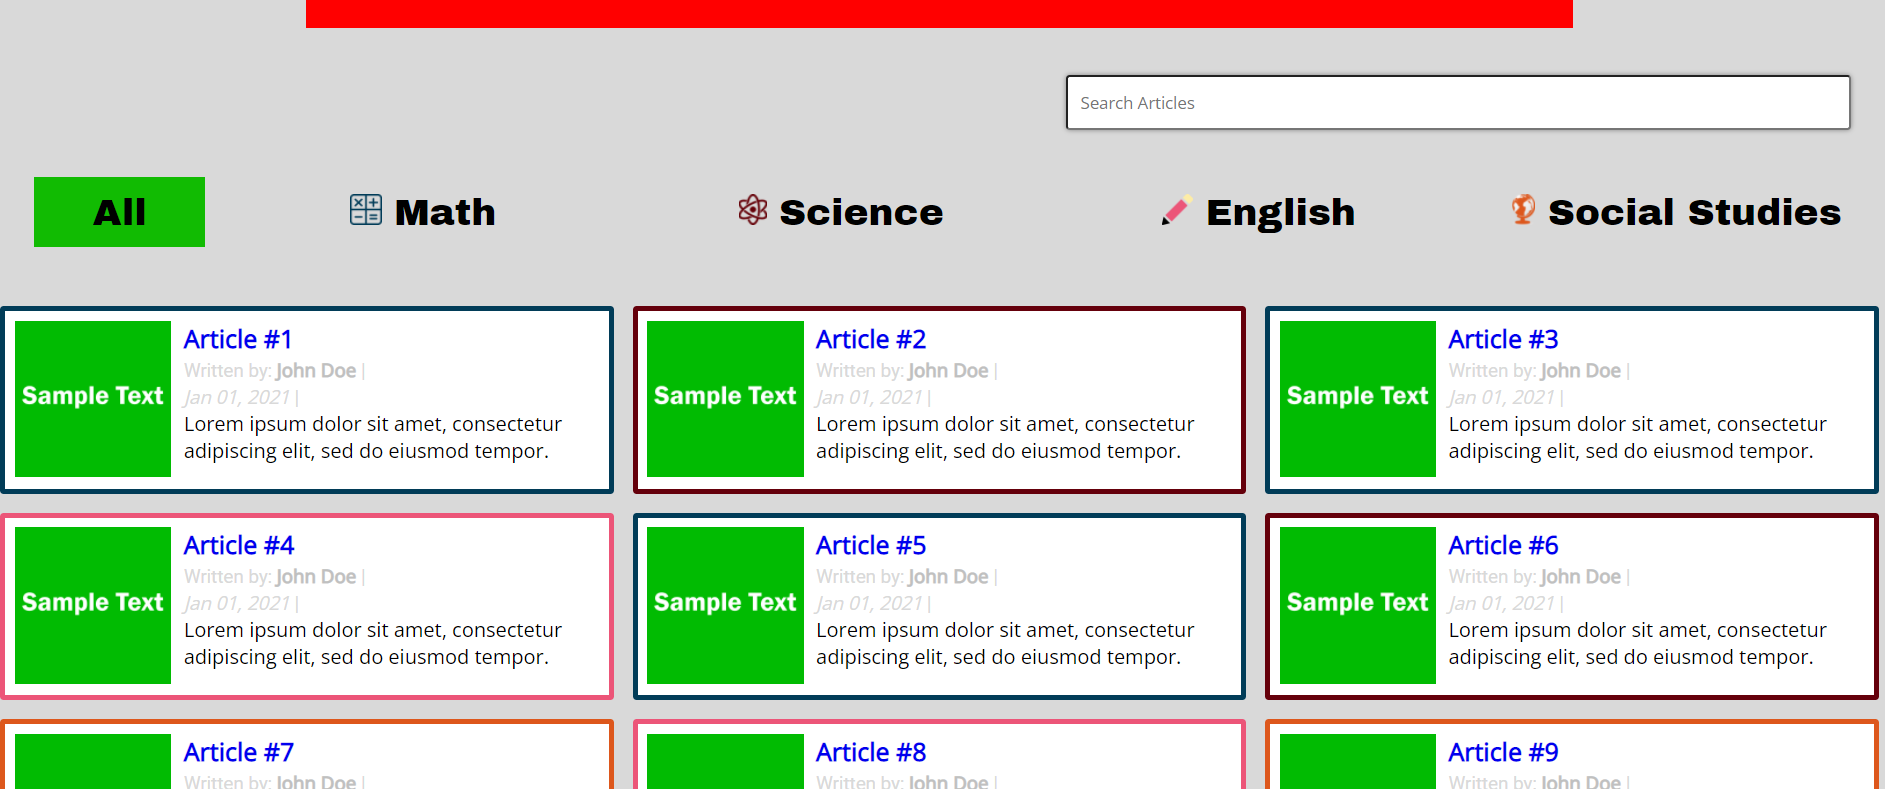 Search Articles
All
Math
Science
English
Social Studies
Sample Text
Article #1
Written by: John Doe |
Jan 01, 2021 |
Lorem ipsum dolor sit amet, consectetur
adipiscing elit, sed do eiusmod tempor.
Sample Text
Article #2
Written by: John Doe |
Jan 01, 2021 |
Lorem ipsum dolor sit amet, consectetur
adipiscing elit, sed do eiusmod tempor.
Sample Text
Article #3
Written by: John Doe |
Jan 01, 2021 |
Lorem ipsum dolor sit amet, consectetur
adipiscing elit, sed do eiusmod tempor.
Sample Text
Article #4
Written by: John Doe |
Jan 01, 2021 |
Lorem ipsum dolor sit amet, consectetur
adipiscing elit, sed do eiusmod tempor.
Sample Text
Article #5
Written by: John Doe |
Jan 01, 2021 |
Lorem ipsum dolor sit amet, consectetur
adipiscing elit, sed do eiusmod tempor.
Sample Text
Article #6
Written by: John Doe |
Jan 01, 2021 |
Lorem ipsum dolor sit amet, consectetur
adipiscing elit, sed do eiusmod tempor.
Article #7
Written by: John Doe |
Article #8
Written by: John Doe |
Article #9
Written by: John Doe |